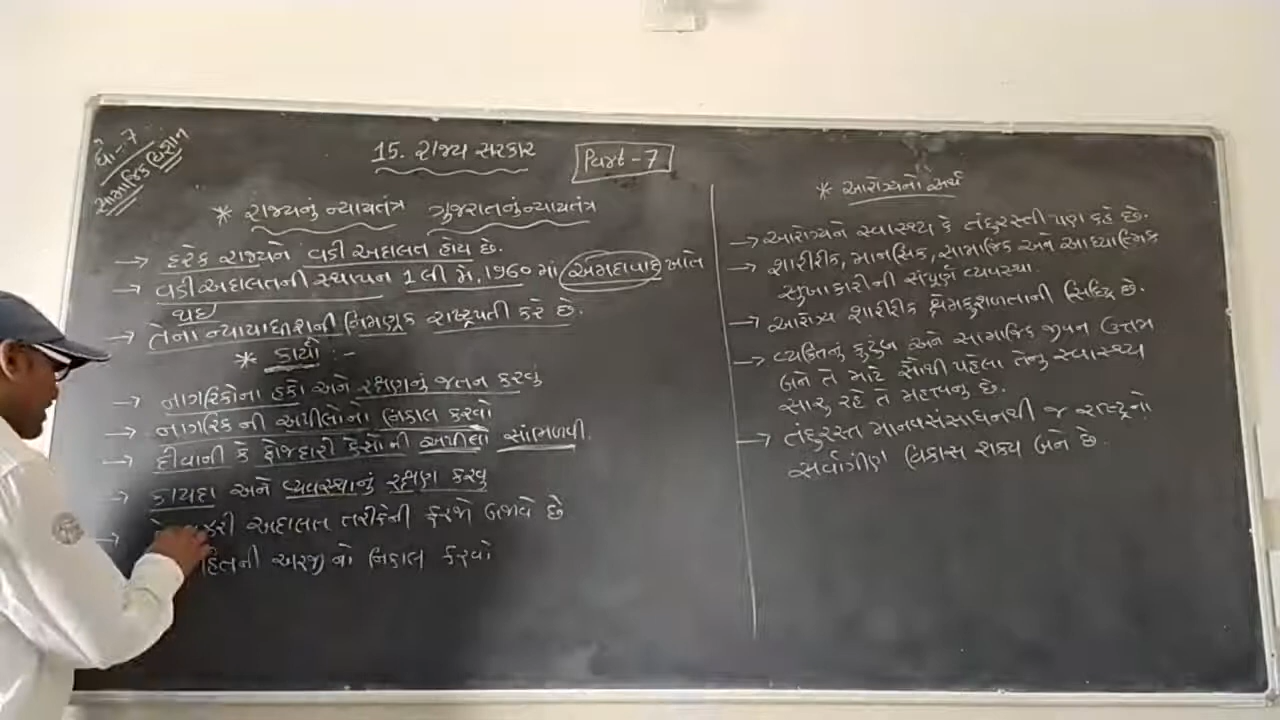 ધો-7
સામાજિક વિજ્ઞાન
15. રાજ્ય સરકાર
Part-7
* રાજ્યનું ન્યાયતંત્ર ગુજરાતનું ન્યાયતંત્ર
→ દરેક રાજ્યને વડી અદાલત હોય છે.
→ વડી અદાલતની સ્થાપના 1 લી મે, 1960 માં અમદાવાદ ખાતે
થઇ
→ તેના ન્યાયાધીશની નિમણૂક રાષ્ટ્રપતી કરે છે.
* કાર્યો :-
→ નાગરિકોના હકો અને રક્ષણનું જતન કરવું
→ નાગરિક ની અપીલોનો નિકાલ કરવો
→ દીવાની કે ફોજદારી કેસોની અપીલો સાંભળવી.
→ કાયદા અને વ્યવસ્થાનું રક્ષણ કરવુ
→ અદાલત તરીકેની ફરજો બજાવે છે
હિતની અરજીનો નિકાલ કરવો
* આરોગ્યનો અર્થ
→ આરોગ્યને સ્વાસ્થ્ય કે તંદુરસ્તી પણ કહે છે.
→ શારીરીક, માનસિક, સામાજિક અને આધ્યાત્મિક
સુખાકારીની સંપૂર્ણ વ્યવસ્થા.
→ આરોગ્ય શારીરીક ક્ષેમકુશળતાની સિદ્ધિ છે.
→ વ્યક્તિનું કુટુંબ અને સામાજિક જીવન ઉત્તમ
બને તે માટે સૌથી પહેલા તેનુ સ્વાસ્થ્ય
સારુ રહે તે મહત્વનુ છે.
→ તંદુરસ્ત માનવસંસાધનથી જ રાષ્ટ્રનો
સર્વાગીણ વિકાસ શક્ય બને છે.